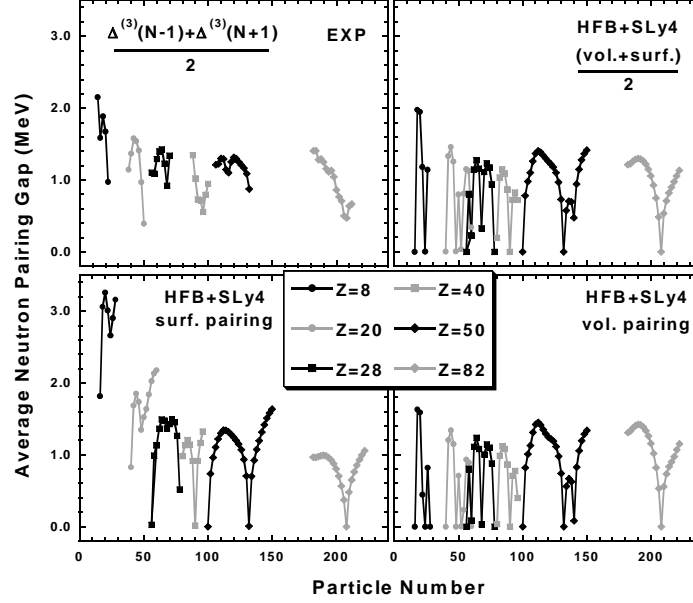 Δ(3)(N-1)+Δ(3)(N+1)
2
EXP
HFB+SLy4
(vol.+surf.)
2
3.0
2.0
1.0
0.0
Average Neutron Pairing Gap (MeV)
HFB+SLy4
surf. pairing
HFB+SLy4
vol. pairing
Z=8
Z=40
Z=20
Z=50
Z=28
Z=82
3.0
2.0
1.0
0.0
0
50
100
150
200
0
50
100
150
200
Particle Number